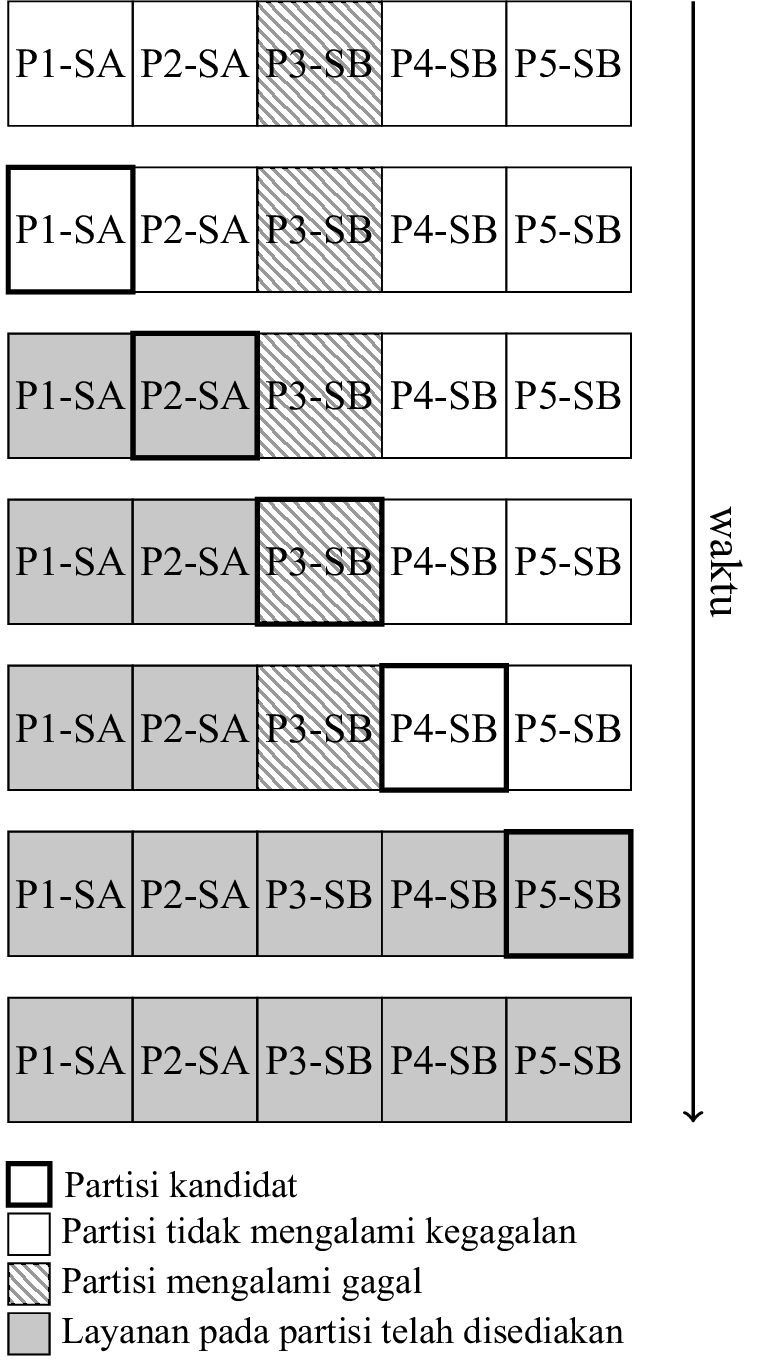 P1-SA P2-SA P3-SB P4-SB P5-SB
P1-SA P2-SA P3-SB P4-SB P5-SB
P1-SA P2-SA P3-SB P4-SB P5-SB
P1-SA P2-SA P3-SB P4-SB P5-SB
P1-SA P2-SA P3-SB P4-SB P5-SB
P1-SA P2-SA P3-SB P4-SB P5-SB
P1-SA P2-SA P3-SB P4-SB P5-SB
waktu
Partisi kandidat
Partisi tidak mengalami kegagalan
Partisi mengalami gagal
Layanan pada partisi telah disediakan